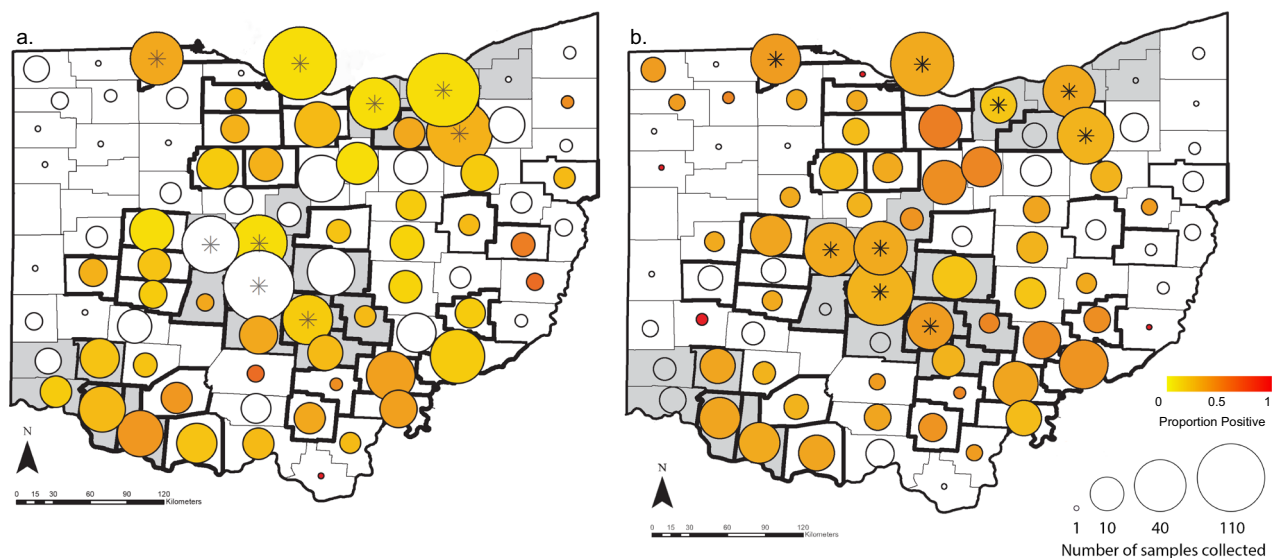 a.
b.
N
0 15 30 60 90 120
Kilometers
N
0 15 30 60 90 120
Kilometers
0 0.5 1
Proportion Positive
1 10 40 110
Number of samples collected